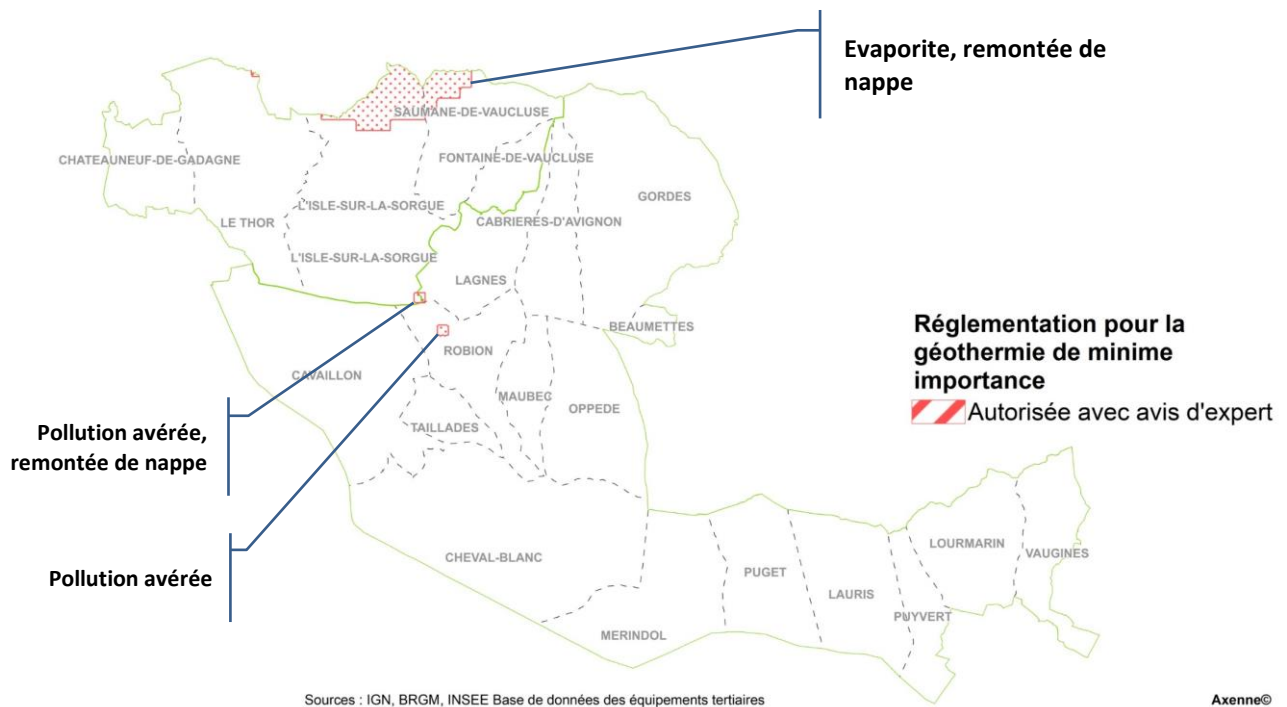 Evaporite, remontée de
nappe
SAUMANE-DE-VAUCLUSE
CHATEAUNEUF-DE-GADAGNE
FONTAINE-DE-VAUCLUSE
GORDES
L'ISLE-SUR-LA-SORGUE
LE THOR
CABRIERES-D'AVIGNON
L'ISLE-SUR-LA-SORGUE
LAGNES
BEAUMETTES
ROBION
CAVAILLON
MAUBEC
OPPEDE
TAILLADES
Réglementation pour la
géothermie de minime
importance
Autorisée avec avis d'expert
Pollution avérée,
remontée de nappe
Pollution avérée
CHEVAL-BLANC
LOURMARIN
VAUGINES
PUGET
LAURIS
PUYVERT
MERINDOL
Sources : IGN, BRGM, INSEE Base de données des équipements tertiaires
Axenne©